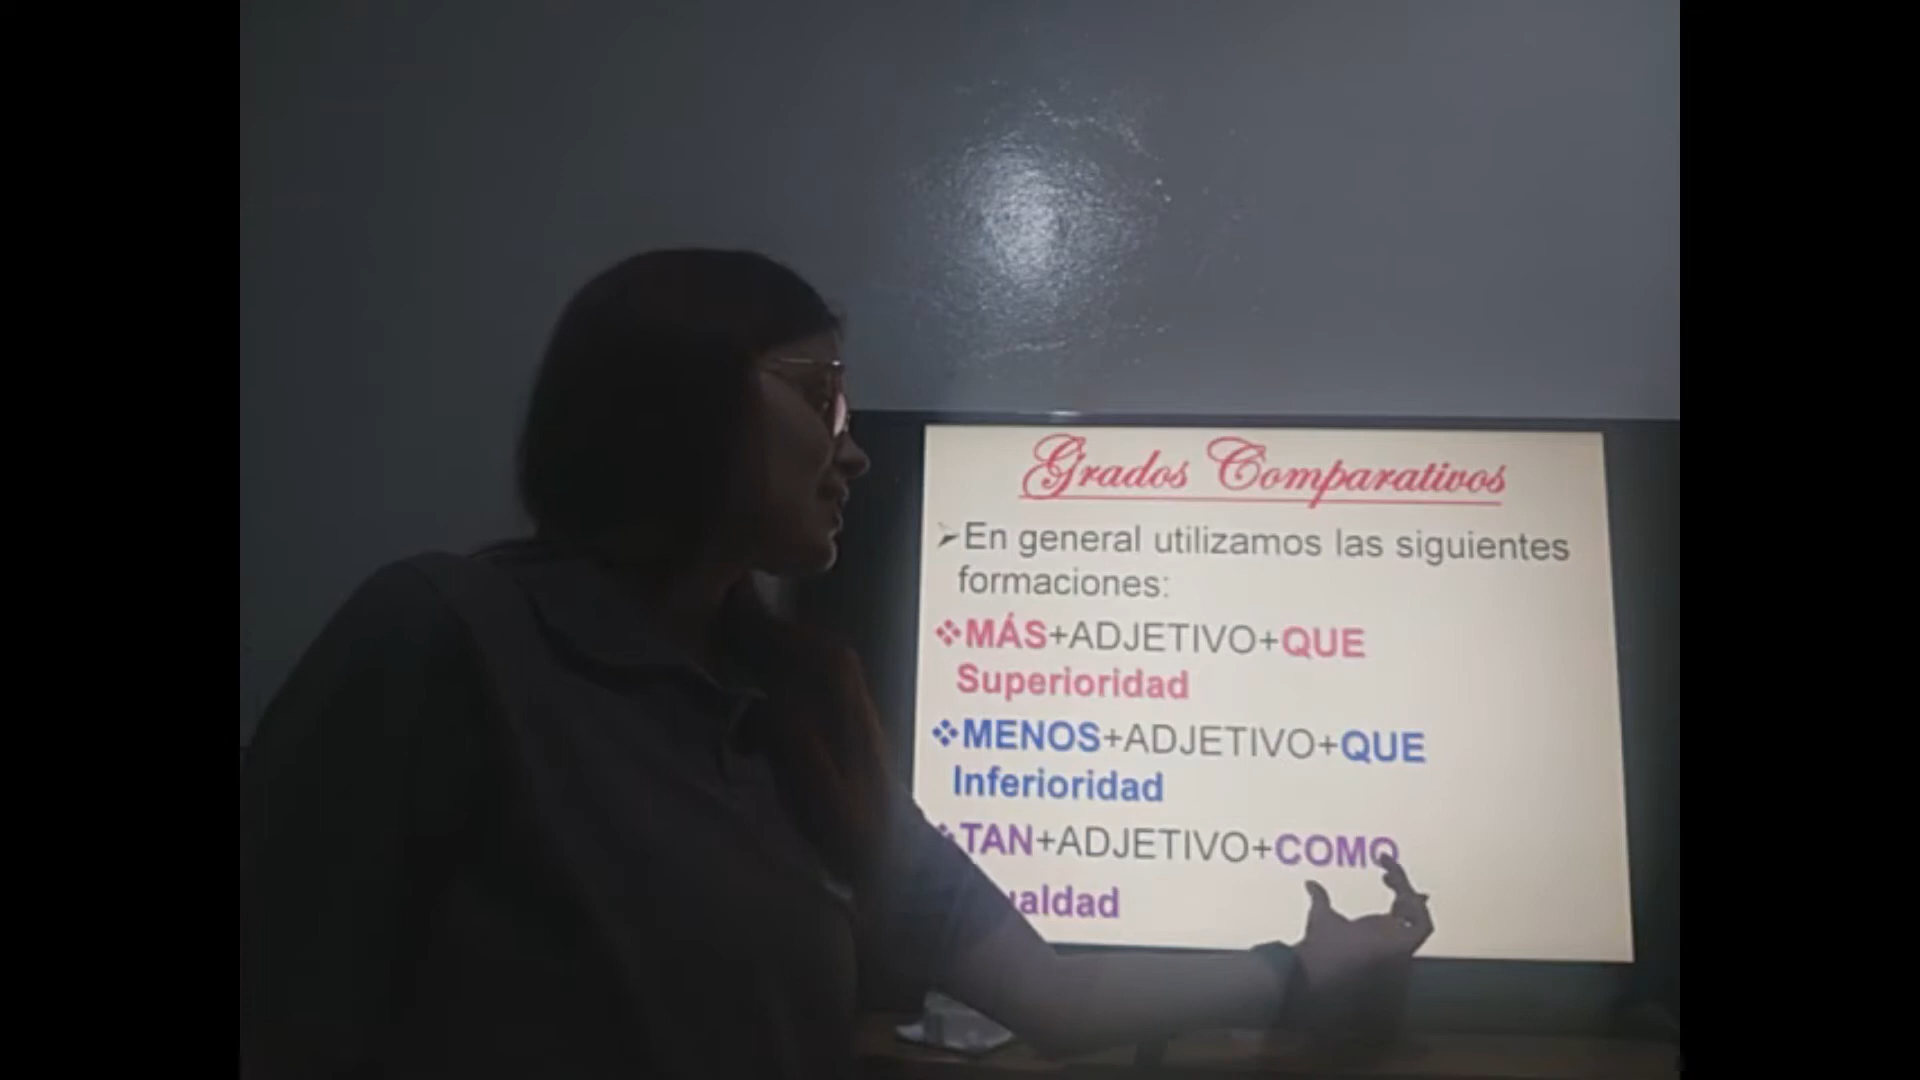 Grados Comparativos
➢En general utilizamos las siguientes
formaciones:
❖MÁS+ADJETIVO+QUE
Superioridad
❖MENOS+ADJETIVO+QUE
Inferioridad
❖TAN+ADJETIVO+COMO